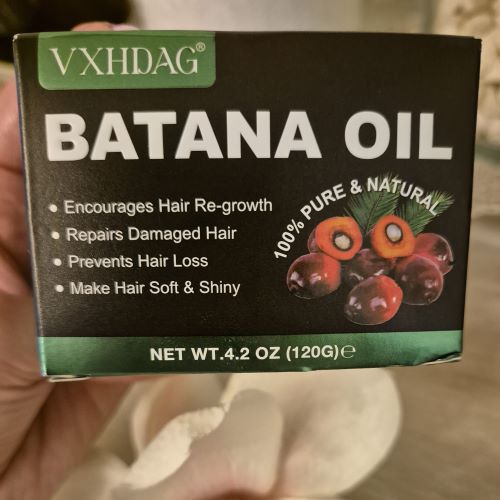 VXHDAG®
BATANA OIL
• Encourages Hair Re-growth
• Repairs Damaged Hair
• Prevents Hair Loss
• Make Hair Soft & Shiny
100% PURE & NATURAL
NET WT.4.2 OZ (120G)℮